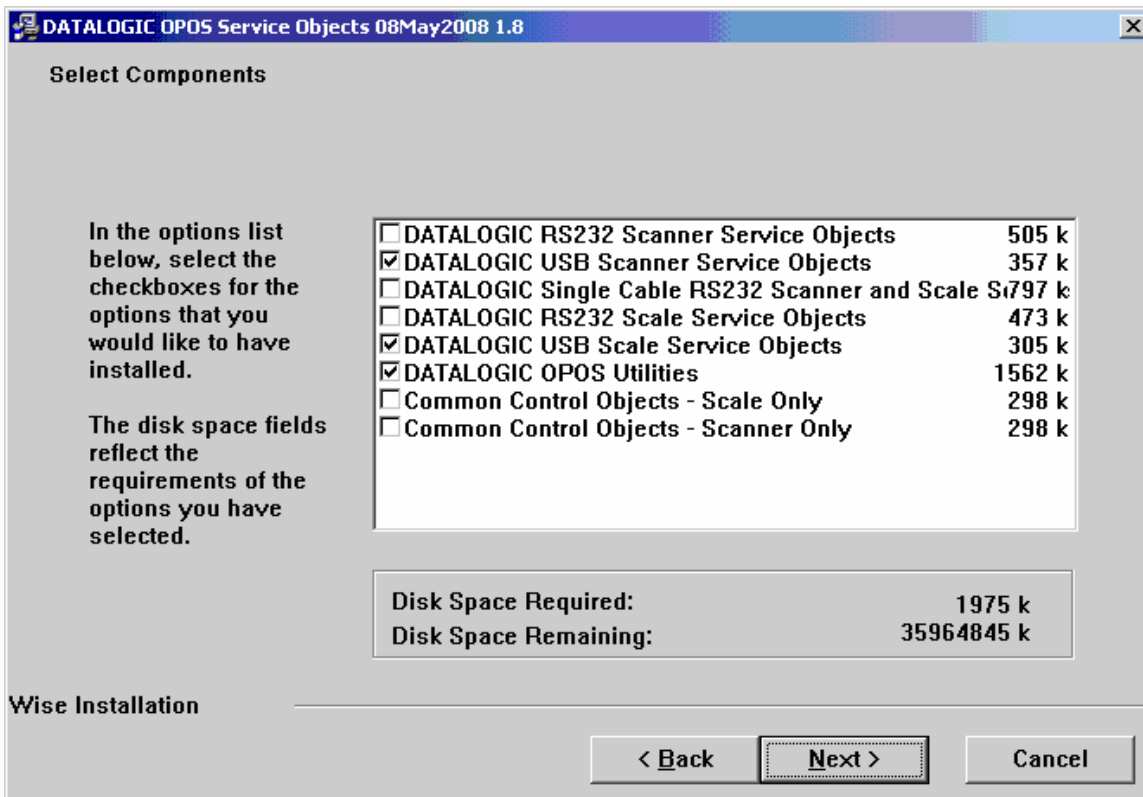 DATALOGIC OPOS Service Objects 08May2008 1.8
Select Components
In the options list
below, select the
checkboxes for the
options that you
would like to have
installed.
The disk space fields
reflect the
requirements of the
options you have
selected.
DATALOGIC RS232 Scanner Service Objects 505 k
DATALOGIC USB Scanner Service Objects 357 k
DATALOGIC Single Cable RS232 Scanner and Scale 797 k
DATALOGIC RS232 Scale Service Objects 473 k
DATALOGIC USB Scale Service Objects 305 k
DATALOGIC OPOS Utilities 1562 k
Common Control Objects - Scale Only 298 k
Common Control Objects - Scanner Only 298 k
Disk Space Required: 1975 k
Disk Space Remaining: 35964845 k
Wise Installation
< Back Next > Cancel